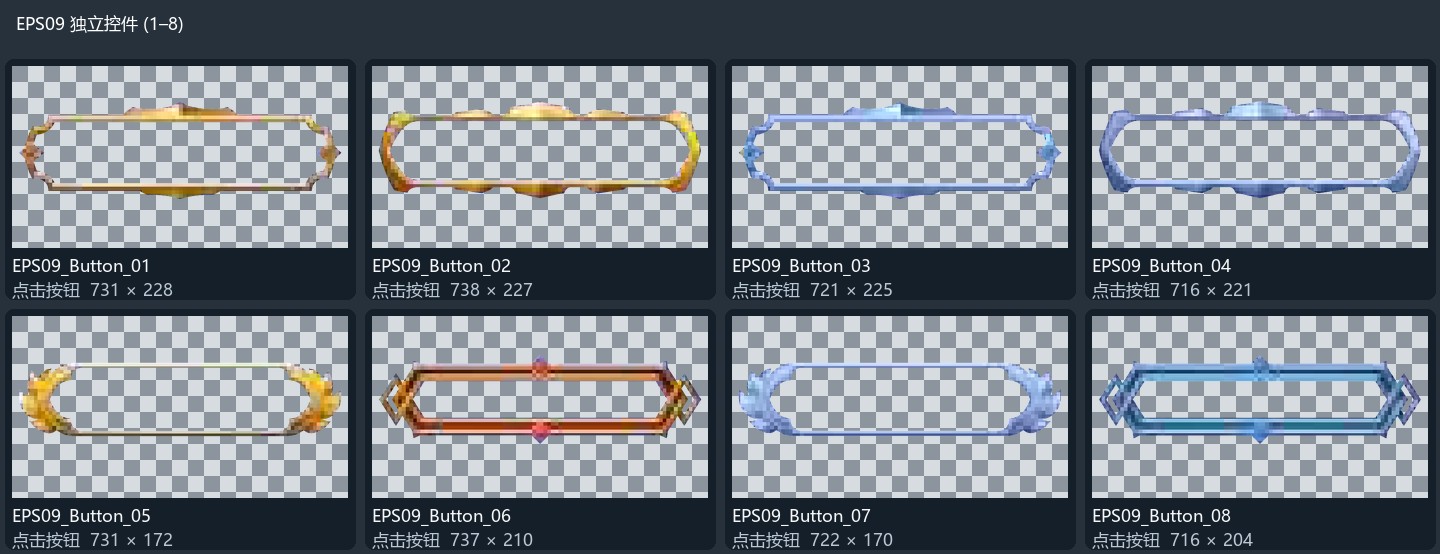 EPS09 独立控件 (1–8)
EPS09_Button_01
点击按钮 731 × 228
EPS09_Button_02
点击按钮 738 × 227
EPS09_Button_03
点击按钮 721 × 225
EPS09_Button_04
点击按钮 716 × 221
EPS09_Button_05
点击按钮 731 × 172
EPS09_Button_06
点击按钮 737 × 210
EPS09_Button_07
点击按钮 722 × 170
EPS09_Button_08
点击按钮 716 × 204